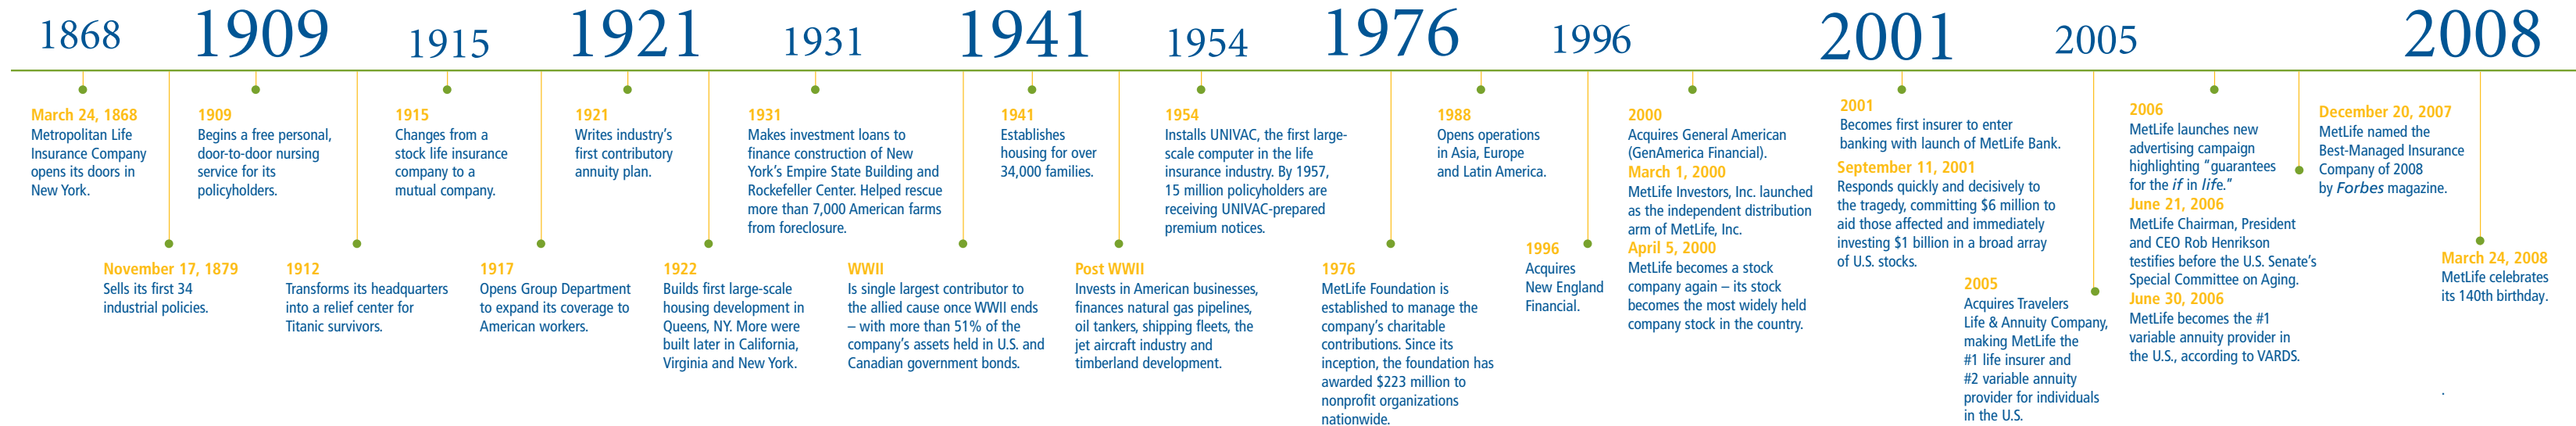 1868
1909
1915
1921
1931
1941
1954
1976
1996
2001
2005
2008
March 24, 1868
Metropolitan Life
Insurance Company
opens its doors in
New York.
November 17, 1879
Sells its first 34
industrial policies.
1909
Begins a free personal,
door-to-door nursing
service for its
policyholders.
1912
Transforms its headquarters
into a relief center for
Titanic survivors.
1915
Changes from a
stock life insurance
company to a
mutual company.
1917
Opens Group Department
to expand its coverage to
American workers.
1921
Writes industry’s
first contributory
annuity plan.
1922
Builds first large-scale
housing development in
Queens, NY. More were
built later in California,
Virginia and New York.
1931
Makes investment loans to
finance construction of New
York’s Empire State Building and
Rockefeller Center. Helped rescue
more than 7,000 American farms
from foreclosure.
WWII
Is single largest contributor to
the allied cause once WWII ends
– with more than 51% of the
company’s assets held in U.S. and
Canadian government bonds.
1941
Establishes
housing for over
34,000 families.
Post WWII
Invests in American businesses,
finances natural gas pipelines,
oil tankers, shipping fleets, the
jet aircraft industry and
timberland development.
1954
Installs UNIVAC, the first large-
scale computer in the life
insurance industry. By 1957,
15 million policyholders are
receiving UNIVAC-prepared
premium notices.
1976
MetLife Foundation is
established to manage the
company’s charitable
contributions. Since its
inception, the foundation has
awarded $223 million to
nonprofit organizations
nationwide.
1988
Opens operations
in Asia, Europe
and Latin America.
1996
Acquires
New England
Financial.
2000
Acquires General American
(GenAmerica Financial).
March 1, 2000
MetLife Investors, Inc. launched
as the independent distribution
arm of MetLife, Inc.
April 5, 2000
MetLife becomes a stock
company again – its stock
becomes the most widely held
company stock in the country.
2001
Becomes first insurer to enter
banking with launch of MetLife Bank.
September 11, 2001
Responds quickly and decisively to
the tragedy, committing $6 million to
aid those affected and immediately
investing $1 billion in a broad array
of U.S. stocks.
2005
Acquires Travelers
Life & Annuity Company,
making MetLife the
#1 life insurer and
#2 variable annuity
provider for individuals
in the U.S.
2006
MetLife launches new
advertising campaign
highlighting “guarantees
for the if in life.”
June 21, 2006
MetLife Chairman, President
and CEO Rob Henrikson
testifies before the U.S. Senate’s
Special Committee on Aging.
June 30, 2006
MetLife becomes the #1
variable annuity provider in
the U.S., according to VARDS.
December 20, 2007
MetLife named the
Best-Managed Insurance
Company of 2008
by Forbes magazine.
March 24, 2008
MetLife celebrates
its 140th birthday.